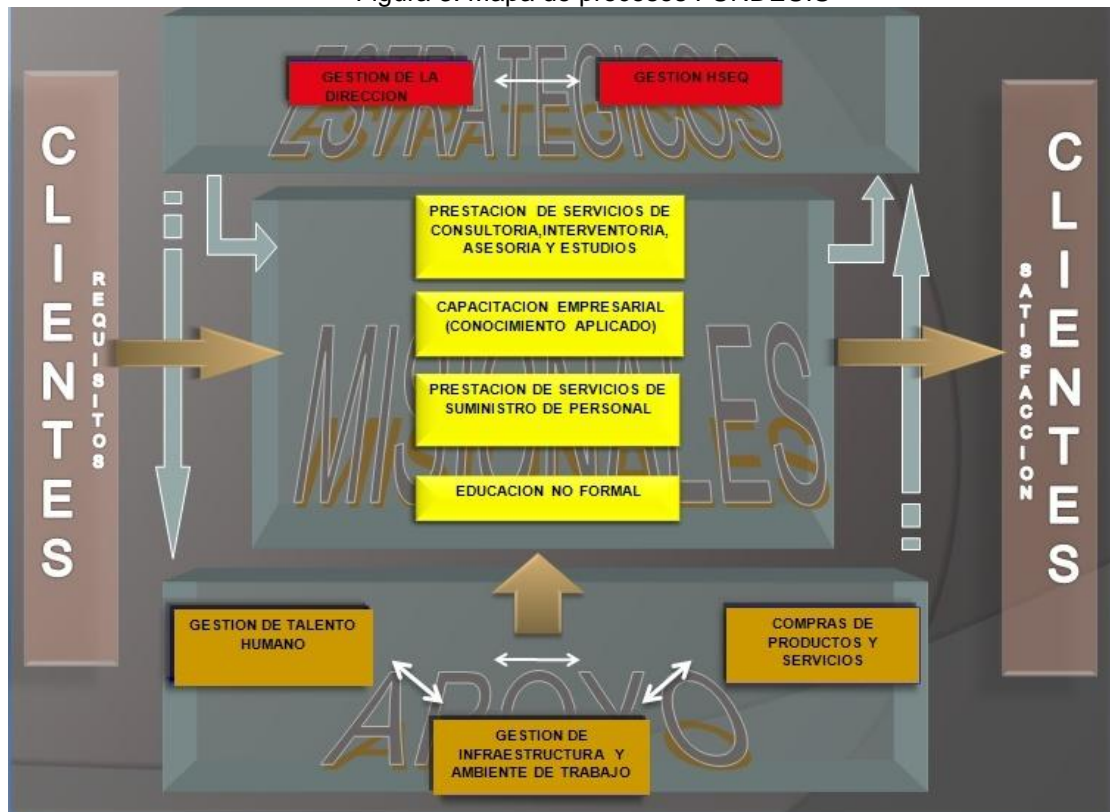 Figura Mapa de procesos
ESTRATEGICOS
GESTION DE LA
DIRECCION
GESTION HSEQ
CLIENTES
REQUISITOS
MISIONALES
PRESTACION DE SERVICIOS DE
CONSULTORIA,INTERVENTORIA,
ASESORIA Y ESTUDIOS
CAPACITACION EMPRESARIAL
(CONOCIMIENTO APLICADO)
PRESTACION DE SERVICIOS DE
SUMINISTRO DE PERSONAL
EDUCACION NO FORMAL
SATISFACCION
CLIENTES
APOYO
GESTION DE TALENTO
HUMANO
COMPRAS DE
PRODUCTOS Y
SERVICIOS
GESTION DE
INFRAESTRUCTURA Y
AMBIENTE DE TRABAJO